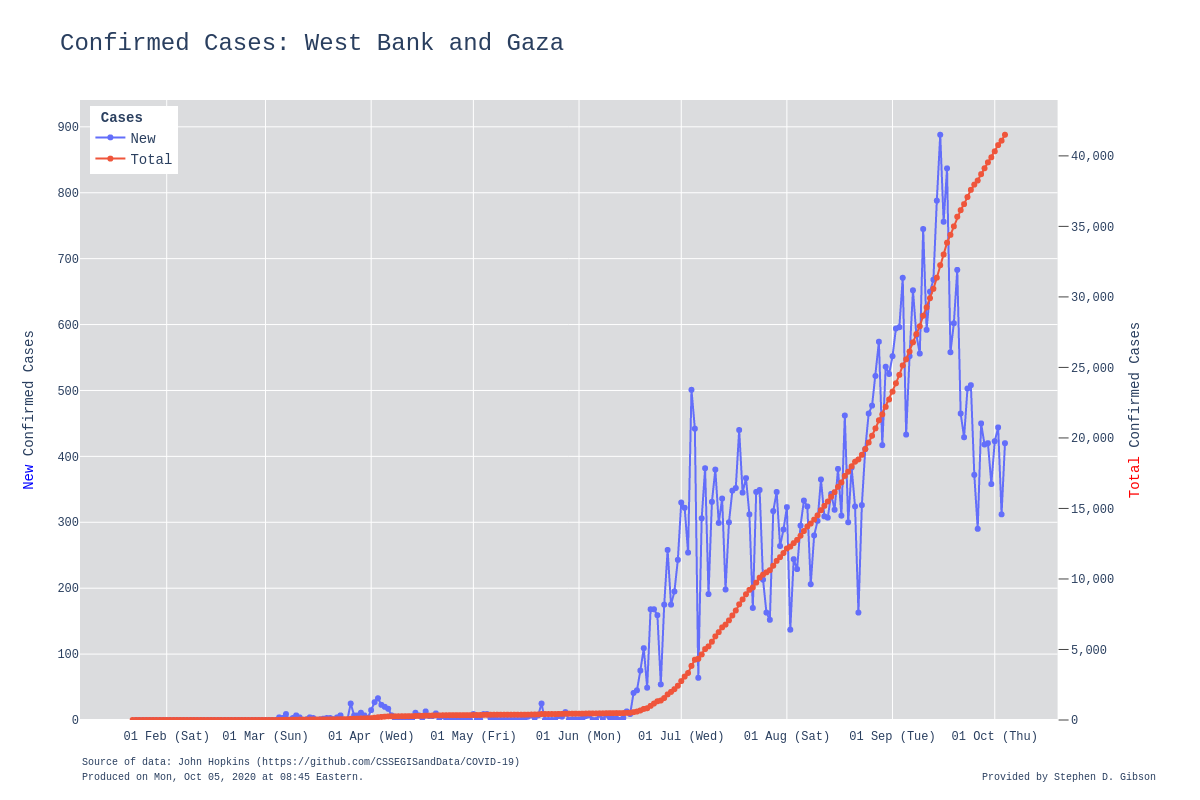 Confirmed Cases: West Bank and Gaza
Cases
New
Total
900
800
700
600
500
400
300
200
100
0
New Confirmed Cases
40,000
35,000
30,000
25,000
20,000
15,000
10,000
5,000
0
Total Confirmed Cases
01 Feb (Sat) 01 Mar (Sun) 01 Apr (Wed) 01 May (Fri) 01 Jun (Mon) 01 Jul (Wed) 01 Aug (Sat) 01 Sep (Tue) 01 Oct (Thu)
Source of data: John Hopkins (https://github.com/CSSEGISandData/COVID-19)
Produced on Mon, Oct 05, 2020 at 08:45 Eastern.
Provided by Stephen D. Gibson